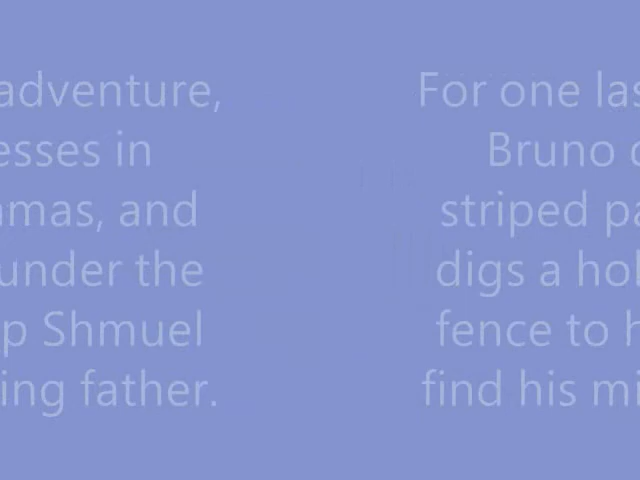 adventure,
esses in
amas, and
under the
p Shmuel
ing father.
For one las
Bruno d
striped pa
digs a hol
fence to h
find his mi